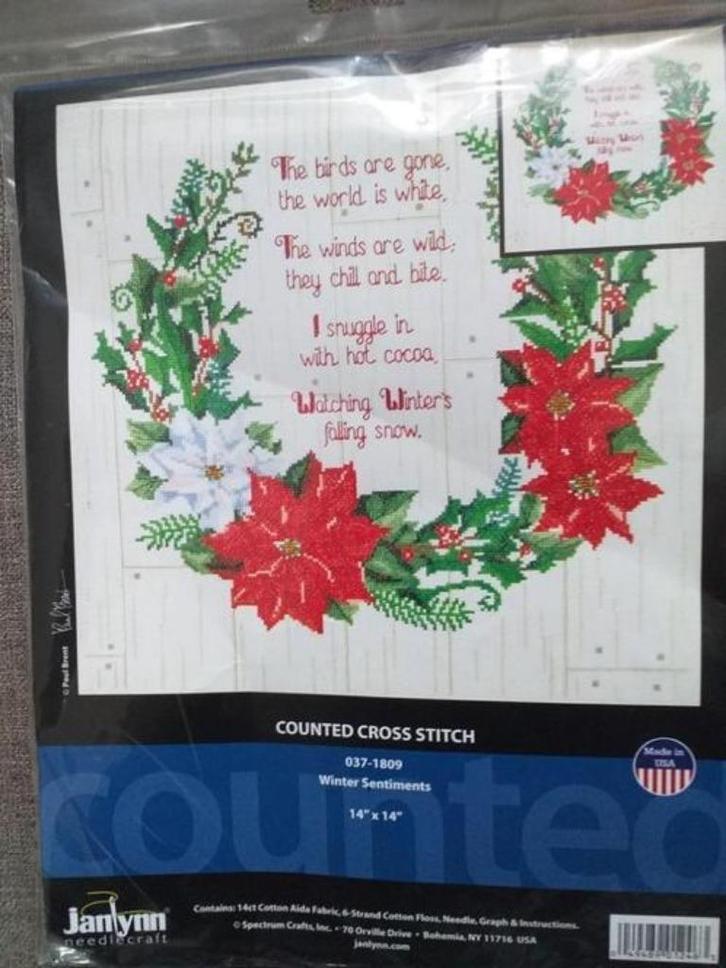 The birds are gone,
the world is white.
The winds are wild;
they chill and bite.
I snuggle in
with hot cocoa,
Watching Winter's
falling snow.
© Paul Brent
COUNTED CROSS STITCH
037-1809
Winter Sentiments
14" x 14"
Made in
USA
counted
janlynn®
needlecraft
Contains: 14ct Cotton Aida Fabric, 6-Strand Cotton Floss, Needle, Graph & Instructions.
© Spectrum Crafts, Inc. • 70 Orville Drive • Bohemia, NY 11716 USA
janlynn.com